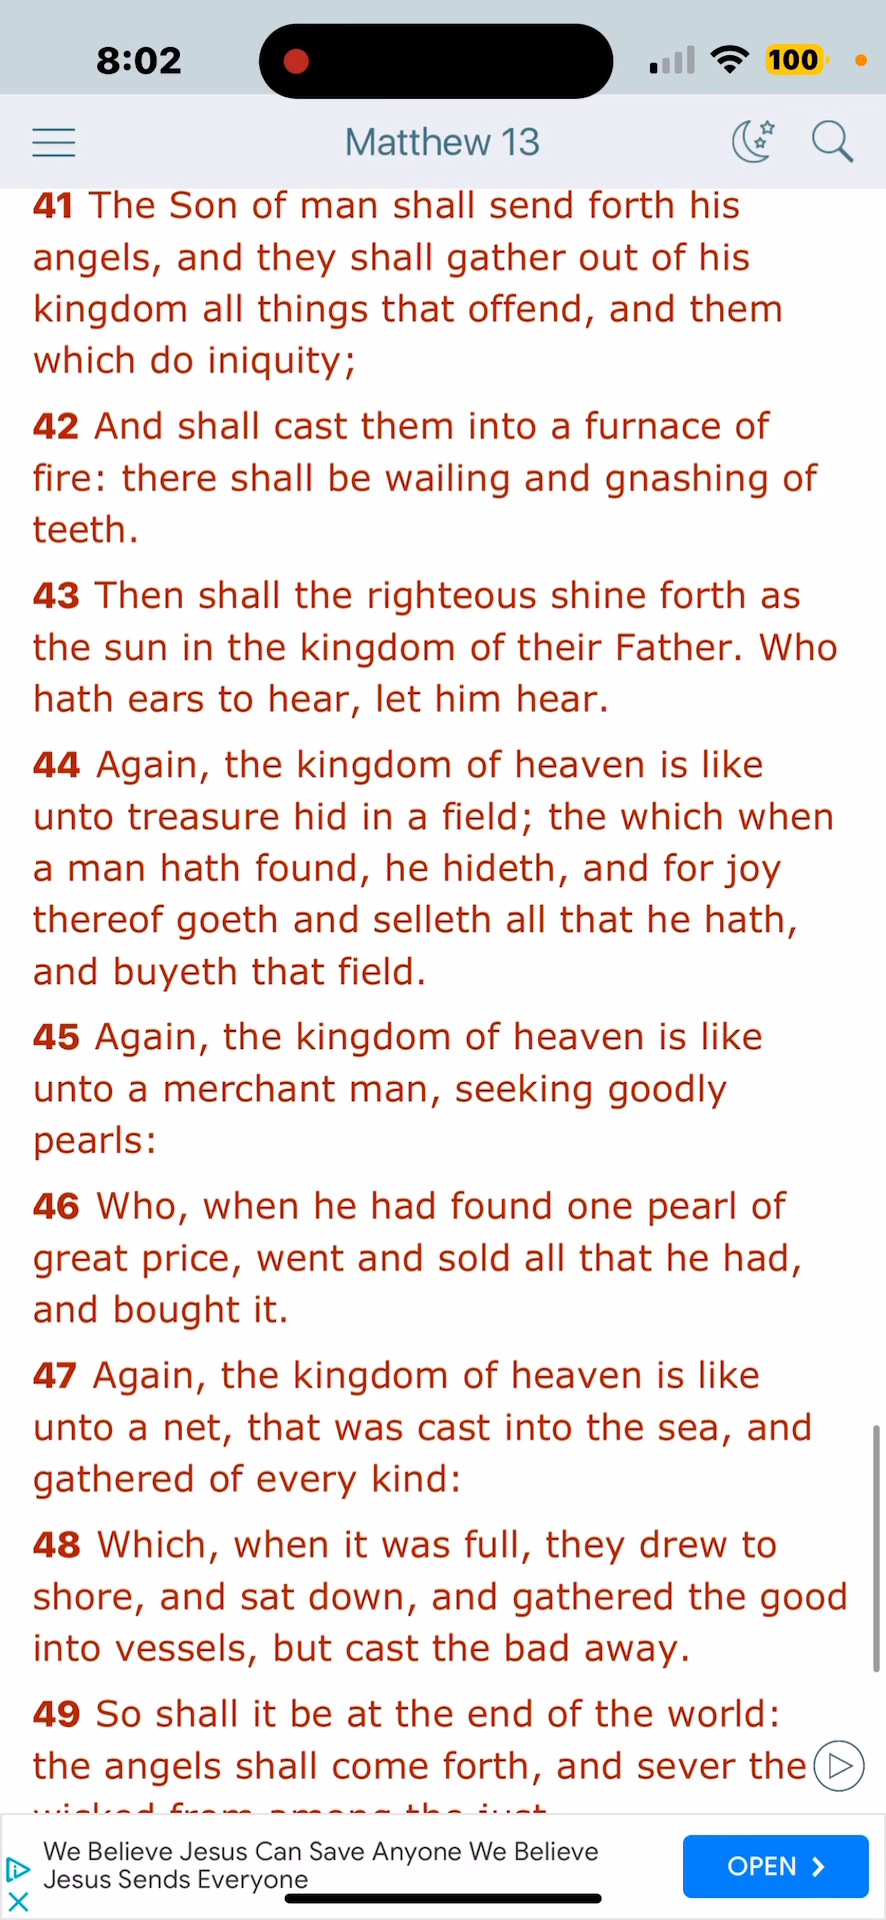 8:02
100
Matthew 13
41 The Son of man shall send forth his
angels, and they shall gather out of his
kingdom all things that offend, and them
which do iniquity;
42 And shall cast them into a furnace of
fire: there shall be wailing and gnashing of
teeth.
43 Then shall the righteous shine forth as
the sun in the kingdom of their Father. Who
hath ears to hear, let him hear.
44 Again, the kingdom of heaven is like
unto treasure hid in a field; the which when
a man hath found, he hideth, and for joy
thereof goeth and selleth all that he hath,
and buyeth that field.
45 Again, the kingdom of heaven is like
unto a merchant man, seeking goodly
pearls:
46 Who, when he had found one pearl of
great price, went and sold all that he had,
and bought it.
47 Again, the kingdom of heaven is like
unto a net, that was cast into the sea, and
gathered of every kind:
48 Which, when it was full, they drew to
shore, and sat down, and gathered the good
into vessels, but cast the bad away.
49 So shall it be at the end of the world:
the angels shall come forth, and sever the
wicked from among the just
We Believe Jesus Can Save Anyone We Believe
Jesus Sends Everyone
OPEN